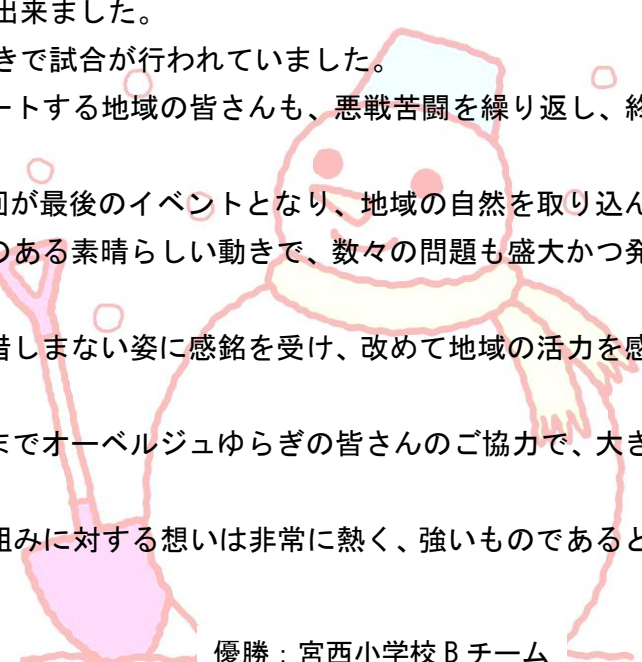 出来ました。
きで試合が行われていました。
ートする地域の皆さんも、悪戦苦闘を繰り返し、終
回が最後のイベントとなり、地域の自然を取り込ん
のある素晴らしい動きで、数々の問題も盛大かつ発
惜しまない姿に感銘を受け、改めて地域の活力を感
までオーベルジュゆらぎの皆さんのご協力で、大き
組みに対する想いは非常に熱く、強いものであると
優勝：宮西小学校Bチーム